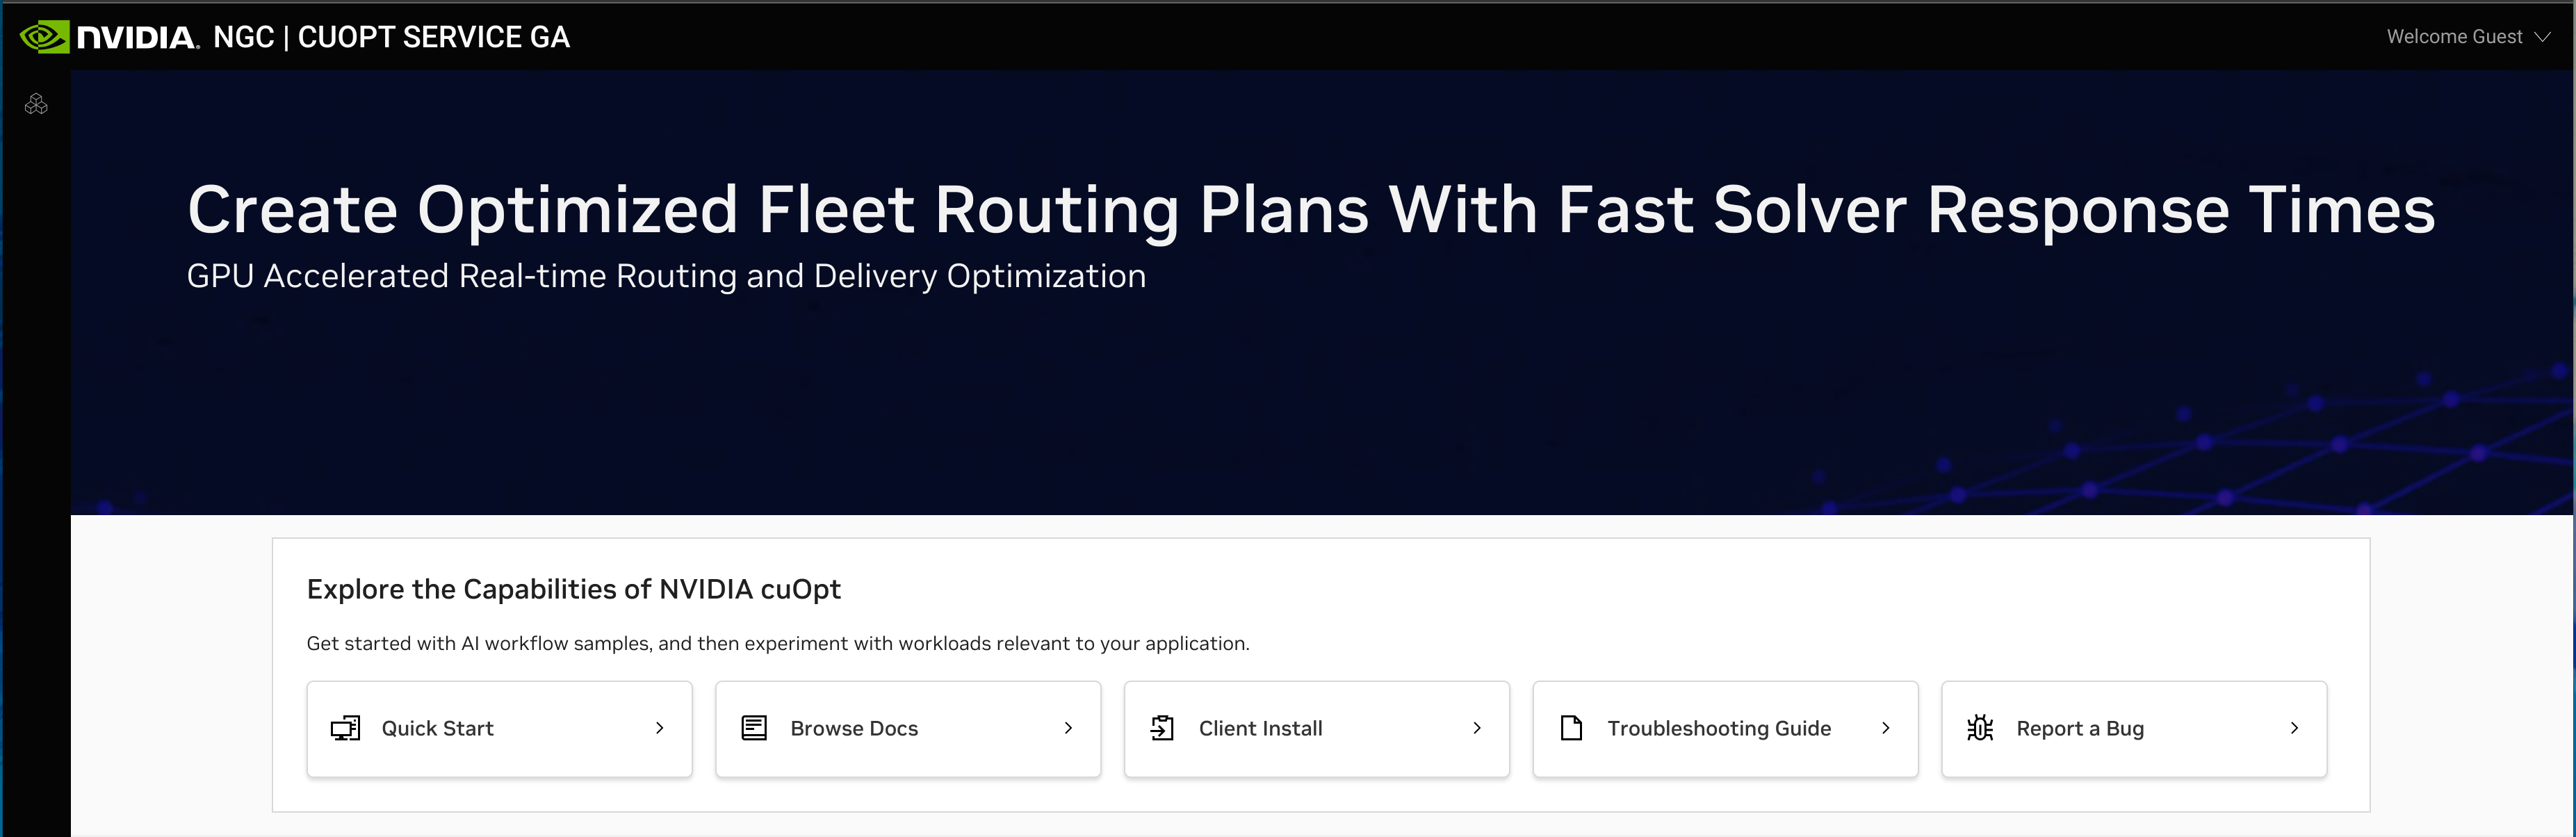 NVIDIA. NGC | CUOPT SERVICE GA
Welcome Guest
Create Optimized Fleet Routing Plans With Fast Solver Response Times
GPU Accelerated Real-time Routing and Delivery Optimization
Explore the Capabilities of NVIDIA cuOpt
Get started with AI workflow samples, and then experiment with workloads relevant to your application.
Quick Start
Browse Docs
Client Install
Troubleshooting Guide
Report a Bug